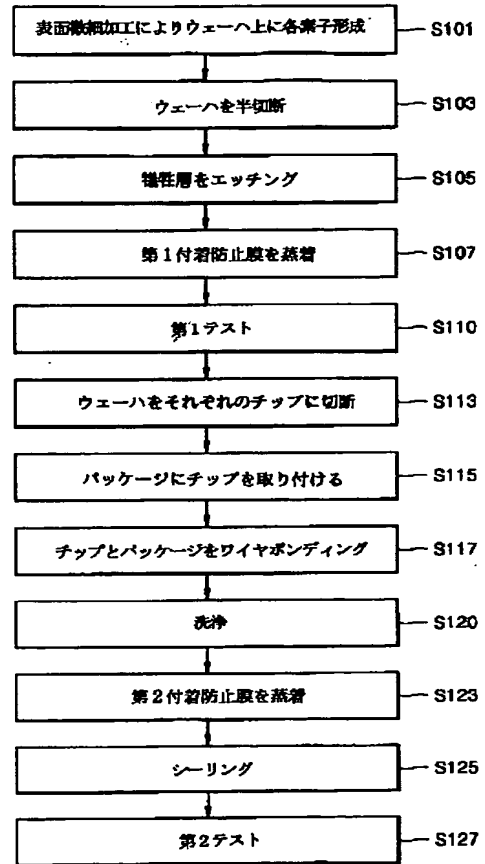 表面微細加工によりウェーハ上に各素子形成 S101
ウェーハを半切断 S103
犠牲層をエッチング S105
第1付着防止膜を蒸着 S107
第1テスト S110
ウェーハをそれぞれのチップに切断 S113
パッケージにチップを取り付ける S115
チップとパッケージをワイヤボンディング S117
洗浄 S120
第2付着防止膜を蒸着 S123
シーリング S125
第2テスト S127